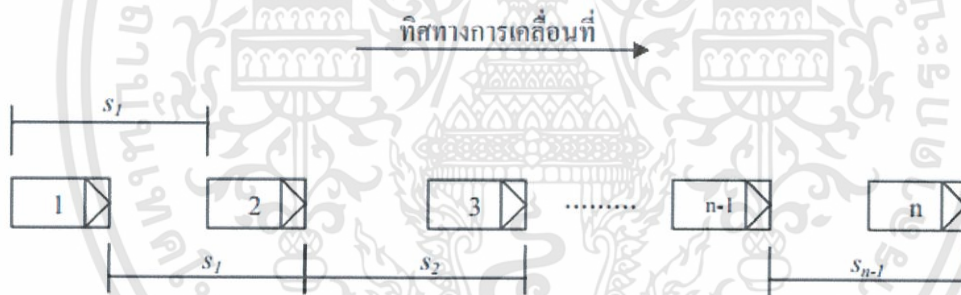 ทิศทางการเคลื่อนที่
s₁
1 2 3 ......... n-1 n
s₁ s₂ sₙ₋₁